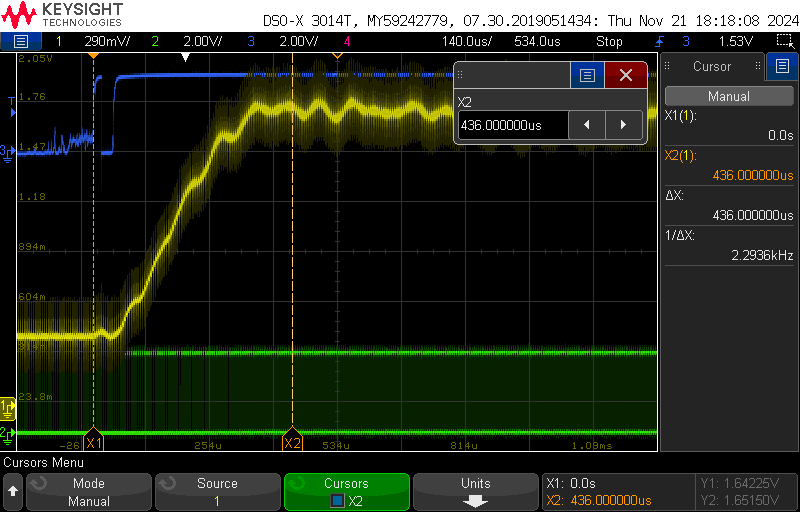 KEYSIGHT
TECHNOLOGIES
DSO-X 3014T, MY59242779, 07.30.2019051434: Thu Nov 21 18:18:08 2024
1 290mV/ 2 2.00V/ 3 2.00V/ 4 140.0us/ 534.0us Stop 3 1.53V
2.05V
1.76
1.47
1.18
894m
604m
23.8m
T
3
1
2
-26
254u
534u
814u
1.09ms
X1
X2
X2
436.000000us
Cursor
Manual
X1(1):
0.0s
X2(1):
436.000000us
ΔX:
436.000000us
1/ΔX:
2.2936kHz
Cursors Menu
Mode
Manual
Source
1
Cursors
X2
Units
X1: 0.0s
X2: 436.000000us
Y1: 1.64225V
Y2: 1.65150V